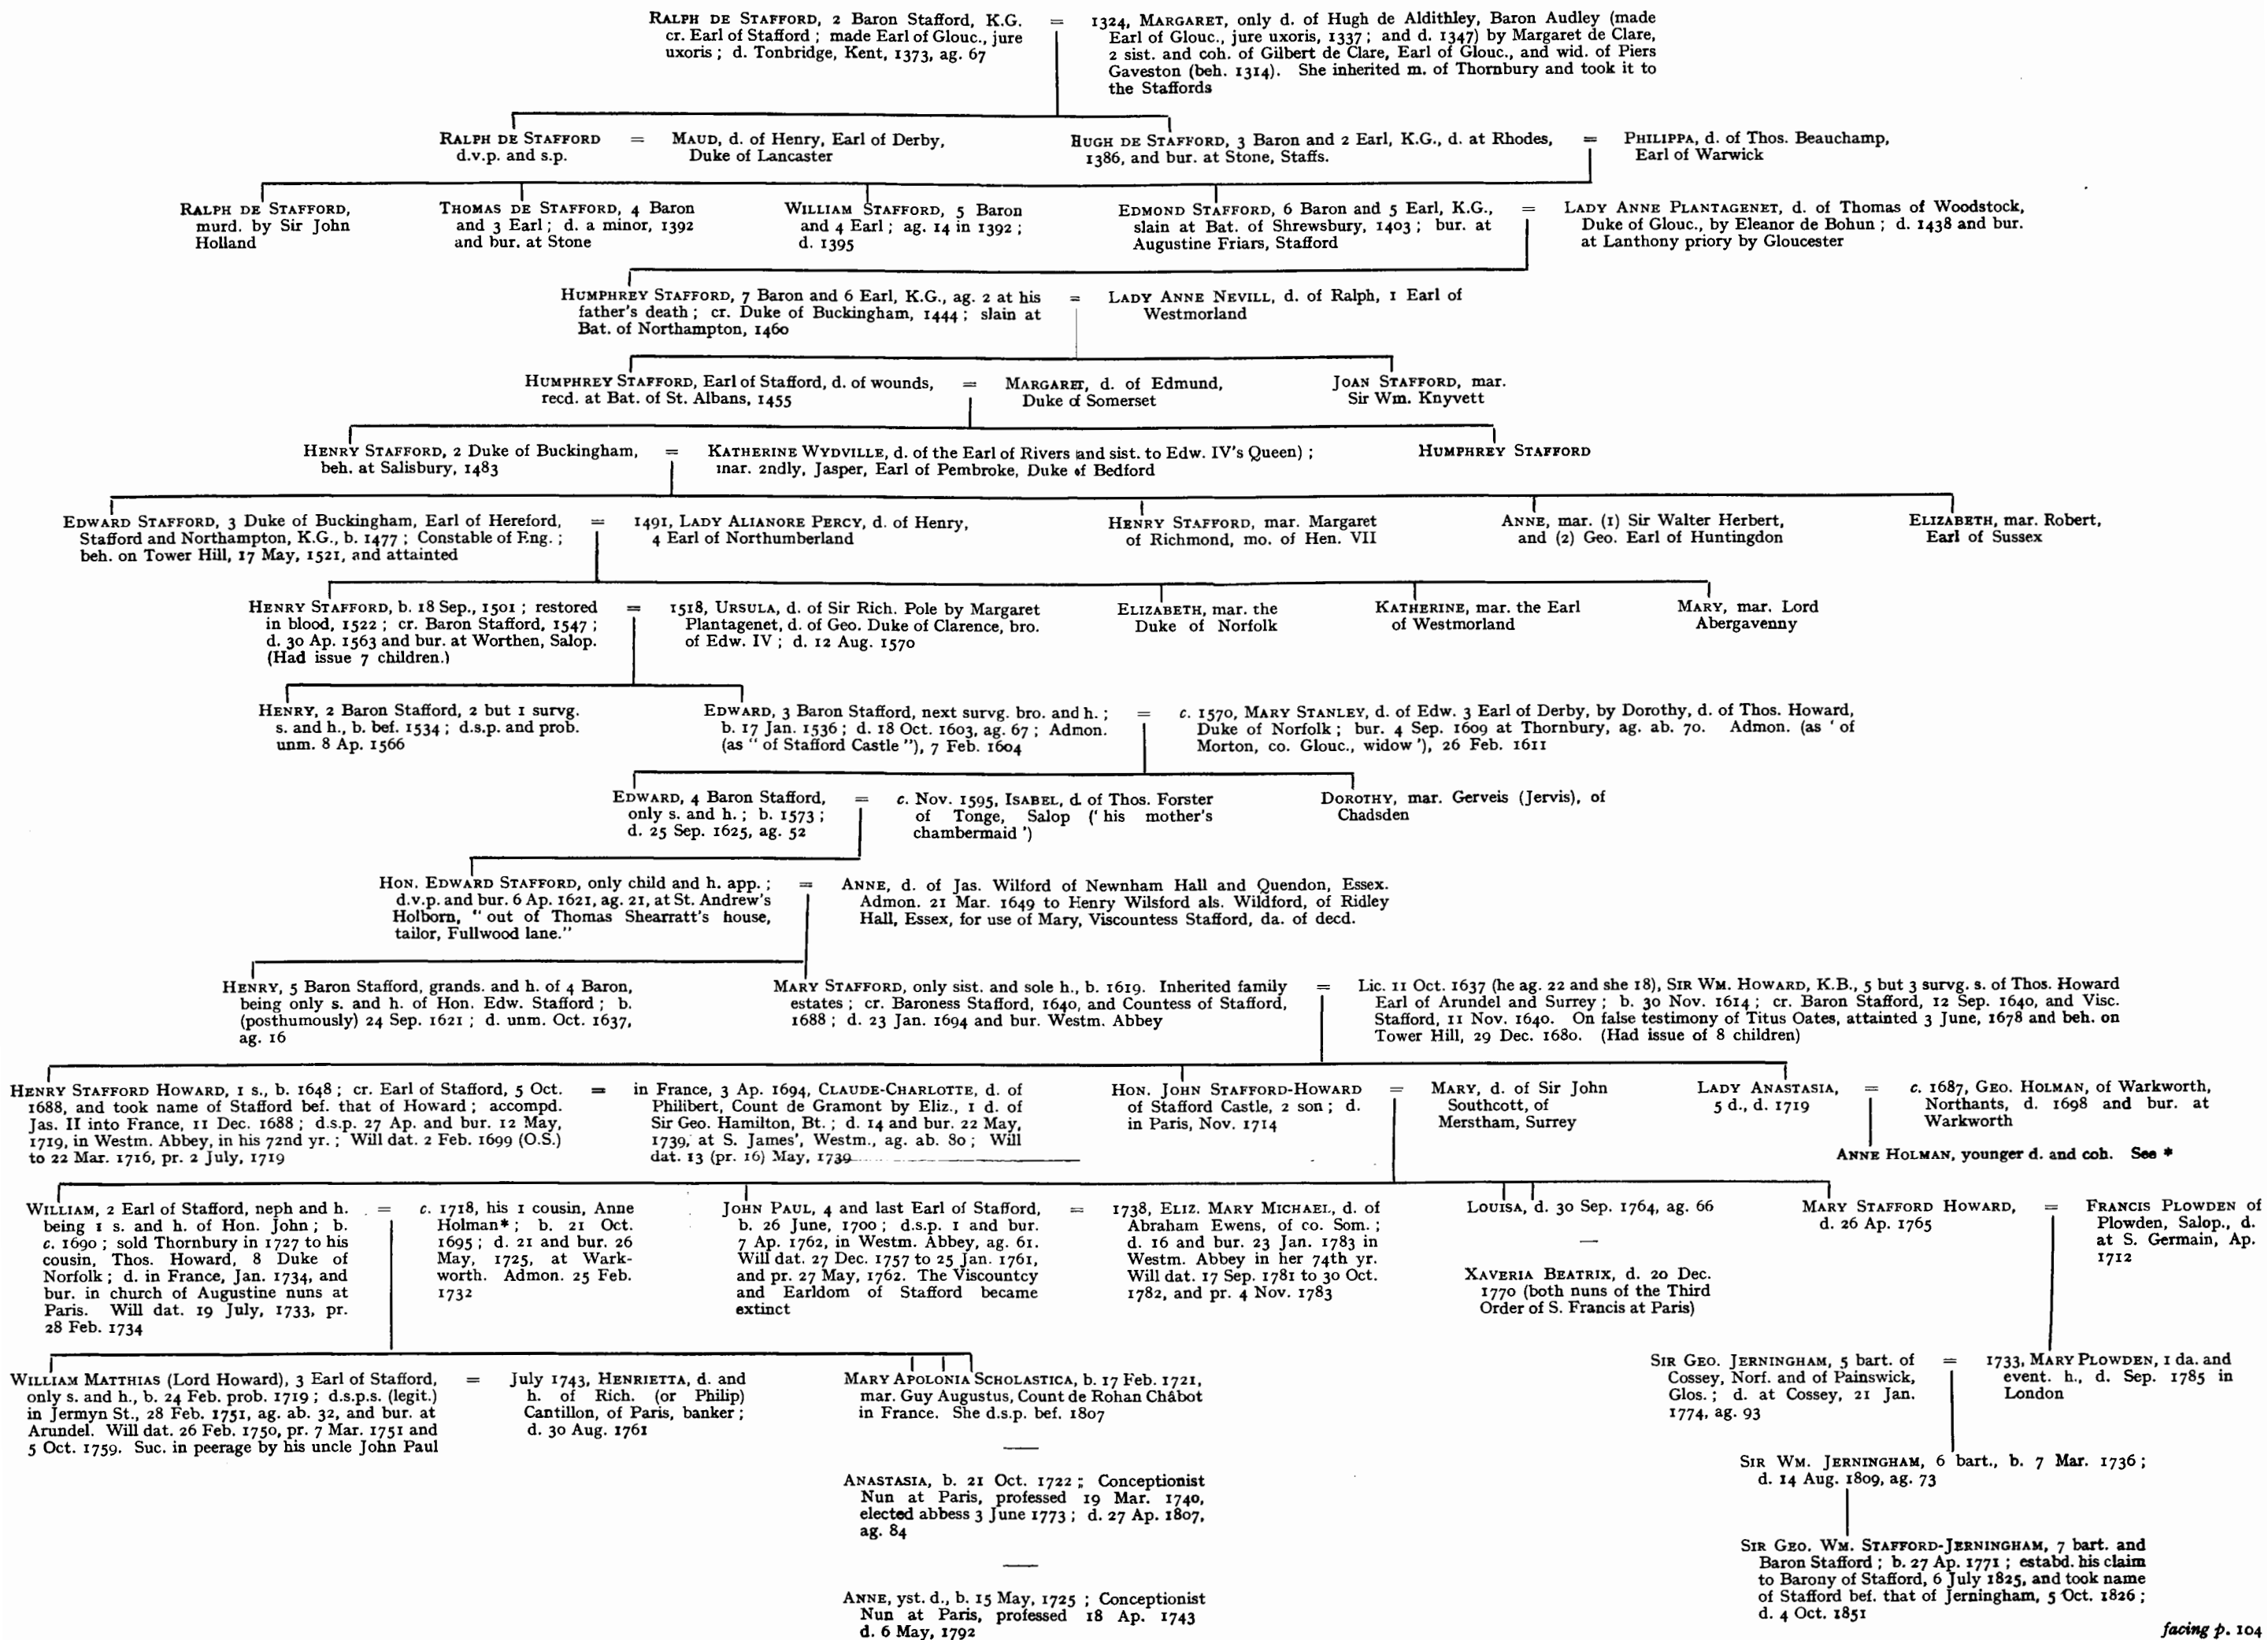 RALPH DE STAFFORD, 2 Baron Stafford, K.G.
cr. Earl of Stafford ; made Earl of Glouc., jure
uxoris ; d. Tonbridge, Kent, 1373, ag. 67
=
1324, MARGARET, only d. of Hugh de Aldithley, Baron Audley (made
Earl of Glouc., jure uxoris, 1337 ; and d. 1347) by Margaret de Clare,
2 sist. and coh. of Gilbert de Clare, Earl of Glouc., and wid. of Piers
Gaveston (beh. 1314). She inherited m. of Thornbury and took it to
the Staffords
RALPH DE STAFFORD
d.v.p. and s.p.
=
MAUD, d. of Henry, Earl of Derby,
Duke of Lancaster
HUGH DE STAFFORD, 3 Baron and 2 Earl, K.G., d. at Rhodes,
1386, and bur. at Stone, Staffs.
=
PHILIPPA, d. of Thos. Beauchamp,
Earl of Warwick
RALPH DE STAFFORD,
murd. by Sir John
Holland
THOMAS DE STAFFORD, 4 Baron
and 3 Earl ; d. a minor, 1392
and bur. at Stone
WILLIAM STAFFORD, 5 Baron
and 4 Earl ; ag. 14 in 1392 ;
d. 1395
EDMOND STAFFORD, 6 Baron and 5 Earl, K.G.,
slain at Bat. of Shrewsbury, 1403 ; bur. at
Augustine Friars, Stafford
=
LADY ANNE PLANTAGENET, d. of Thomas of Woodstock,
Duke of Glouc., by Eleanor de Bohun ; d. 1438 and bur.
at Lanthony priory by Gloucester
HUMPHREY STAFFORD, 7 Baron and 6 Earl, K.G., ag. 2 at his
father's death ; cr. Duke of Buckingham, 1444 ; slain at
Bat. of Northampton, 1460
=
LADY ANNE NEVILL, d. of Ralph, 1 Earl of
Westmorland
HUMPHREY STAFFORD, Earl of Stafford, d. of wounds,
recd. at Bat. of St. Albans, 1455
=
MARGARET, d. of Edmund,
Duke of Somerset
JOAN STAFFORD, mar.
Sir Wm. Knyvett
HENRY STAFFORD, 2 Duke of Buckingham,
beh. at Salisbury, 1483
=
KATHERINE WYDVILLE, d. of the Earl of Rivers (and sist. to Edw. IV's Queen) ;
mar. 2ndly, Jasper, Earl of Pembroke, Duke of Bedford
HUMPHREY STAFFORD
EDWARD STAFFORD, 3 Duke of Buckingham, Earl of Hereford,
Stafford and Northampton, K.G., b. 1477 ; Constable of Eng. ;
beh. on Tower Hill, 17 May, 1521, and attainted
=
1491, LADY ALIANORE PERCY, d. of Henry,
4 Earl of Northumberland
HENRY STAFFORD, mar. Margaret
of Richmond, mo. of Hen. VII
ANNE, mar. (1) Sir Walter Herbert,
and (2) Geo. Earl of Huntingdon
ELIZABETH, mar. Robert,
Earl of Sussex
HENRY STAFFORD, b. 18 Sep., 1501 ; restored
in blood, 1522 ; cr. Baron Stafford, 1547 ;
d. 30 Ap. 1563 and bur. at Worthen, Salop.
(Had issue 7 children.)
=
1518, URSULA, d. of Sir Rich. Pole by Margaret
Plantagenet, d. of Geo. Duke of Clarence, bro.
of Edw. IV ; d. 12 Aug. 1570
ELIZABETH, mar. the
Duke of Norfolk
KATHERINE, mar. the Earl
of Westmorland
MARY, mar. Lord
Abergavenny
HENRY, 2 Baron Stafford, 2 but 1 survg.
s. and h., b. bef. 1534 ; d.s.p. and prob.
unm. 8 Ap. 1566
EDWARD, 3 Baron Stafford, next survg. bro. and h. ;
b. 17 Jan. 1536 ; d. 18 Oct. 1603, ag. 67 ; Admon.
(as " of Stafford Castle "), 7 Feb. 1604
=
c. 1570, MARY STANLEY, d. of Edw. 3 Earl of Derby, by Dorothy, d. of Thos. Howard,
Duke of Norfolk ; bur. 4 Sep. 1609 at Thornbury, ag. ab. 70. Admon. (as ' of
Morton, co. Glouc., widow '), 26 Feb. 1611
EDWARD, 4 Baron Stafford,
only s. and h. ; b. 1573 ;
d. 25 Sep. 1625, ag. 52
=
c. Nov. 1595, ISABEL, d. of Thos. Forster
of Tonge, Salop (' his mother's
chambermaid ')
DOROTHY, mar. Gerveis (Jervis), of
Chadsden
HON. EDWARD STAFFORD, only child and h. app. ;
d.v.p. and bur. 6 Ap. 1621, ag. 21, at St. Andrew's
Holborn, " out of Thomas Shearratt's house,
tailor, Fullwood lane."
=
ANNE, d. of Jas. Wilford of Newnham Hall and Quendon, Essex.
Admon. 21 Mar. 1649 to Henry Wilsford als. Wildford, of Ridley
Hall, Essex, for use of Mary, Viscountess Stafford, da. of decd.
HENRY, 5 Baron Stafford, grands. and h. of 4 Baron,
being only s. and h. of Hon. Edw. Stafford ; b.
(posthumously) 24 Sep. 1621 ; d. unm. Oct. 1637,
ag. 16
MARY STAFFORD, only sist. and sole h., b. 1619. Inherited family
estates ; cr. Baroness Stafford, 1640, and Countess of Stafford,
1688 ; d. 23 Jan. 1694 and bur. Westm. Abbey
=
Lic. 11 Oct. 1637 (he ag. 22 and she 18), SIR WM. HOWARD, K.B., 5 but 3 survg. s. of Thos. Howard
Earl of Arundel and Surrey ; b. 30 Nov. 1614 ; cr. Baron Stafford, 12 Sep. 1640, and Visc.
Stafford, 11 Nov. 1640. On false testimony of Titus Oates, attainted 3 June, 1678 and beh. on
Tower Hill, 29 Dec. 1680. (Had issue of 8 children)
HENRY STAFFORD HOWARD, 1 s., b. 1648 ; cr. Earl of Stafford, 5 Oct.
1688, and took name of Stafford bef. that of Howard ; accompd.
Jas. II into France, 11 Dec. 1688 ; d.s.p. 27 Ap. and bur. 12 May,
1719, in Westm. Abbey, in his 72nd yr. ; Will dat. 2 Feb. 1699 (O.S.)
to 22 Mar. 1716, pr. 2 July, 1719
=
in France, 3 Ap. 1694, CLAUDE-CHARLOTTE, d. of
Philibert, Count de Gramont by Eliz., 1 d. of
Sir Geo. Hamilton, Bt. ; d. 14 and bur. 22 May,
1739, at S. James', Westm., ag. ab. 80 ; Will
dat. 13 (pr. 16) May, 1739
HON. JOHN STAFFORD-HOWARD
of Stafford Castle, 2 son ; d.
in Paris, Nov. 1714
=
MARY, d. of Sir John
Southcott, of
Merstham, Surrey
LADY ANASTASIA,
5 d., d. 1719
=
c. 1687, GEO. HOLMAN, of Warkworth,
Northants, d. 1698 and bur. at
Warkworth
ANNE HOLMAN, younger d. and coh. See *
WILLIAM, 2 Earl of Stafford, neph and h.
being 1 s. and h. of Hon. John ; b.
c. 1690 ; sold Thornbury in 1727 to his
cousin, Thos. Howard, 8 Duke of
Norfolk ; d. in France, Jan. 1734, and
bur. in church of Augustine nuns at
Paris. Will dat. 19 July, 1733, pr.
28 Feb. 1734
=
c. 1718, his 1 cousin, Anne
Holman* ; b. 21 Oct.
1695 ; d. 21 and bur. 26
May, 1725, at Wark-
worth. Admon. 25 Feb.
1732
JOHN PAUL, 4 and last Earl of Stafford,
b. 26 June, 1700 ; d.s.p. 1 and bur.
7 Ap. 1762, in Westm. Abbey, ag. 61.
Will dat. 27 Dec. 1757 to 25 Jan. 1761,
and pr. 27 May, 1762. The Viscountcy
and Earldom of Stafford became
extinct
=
1738, ELIZ. MARY MICHAEL, d. of
Abraham Ewens, of co. Som. ;
d. 16 and bur. 23 Jan. 1783 in
Westm. Abbey in her 74th yr.
Will dat. 17 Sep. 1781 to 30 Oct.
1782, and pr. 4 Nov. 1783
LOUISA, d. 30 Sep. 1764, ag. 66
—
XAVERIA BEATRIX, d. 20 Dec.
1770 (both nuns of the Third
Order of S. Francis at Paris)
MARY STAFFORD HOWARD,
d. 26 Ap. 1765
=
FRANCIS PLOWDEN of
Plowden, Salop., d.
at S. Germain, Ap.
1712
WILLIAM MATTHIAS (Lord Howard), 3 Earl of Stafford,
only s. and h., b. 24 Feb. prob. 1719 ; d.s.p.s. (legit.)
in Jermyn St., 28 Feb. 1751, ag. ab. 32, and bur. at
Arundel. Will dat. 26 Feb. 1750, pr. 7 Mar. 1751 and
5 Oct. 1759. Suc. in peerage by his uncle John Paul
=
July 1743, HENRIETTA, d. and
h. of Rich. (or Philip)
Cantillon, of Paris, banker ;
d. 30 Aug. 1761
MARY APOLONIA SCHOLASTICA, b. 17 Feb. 1721,
mar. Guy Augustus, Count de Rohan Châbot
in France. She d.s.p. bef. 1807
—
ANASTASIA, b. 21 Oct. 1722 ; Conceptionist
Nun at Paris, professed 19 Mar. 1740,
elected abbess 3 June 1773 ; d. 27 Ap. 1807,
ag. 84
—
ANNE, yst. d., b. 15 May, 1725 ; Conceptionist
Nun at Paris, professed 18 Ap. 1743
d. 6 May, 1792
SIR GEO. JERNINGHAM, 5 bart. of
Cossey, Norf. and of Painswick,
Glos. ; d. at Cossey, 21 Jan.
1774, ag. 93
=
1733, MARY PLOWDEN, 1 da. and
event. h., d. Sep. 1785 in
London
SIR WM. JERNINGHAM, 6 bart., b. 7 Mar. 1736 ;
d. 14 Aug. 1809, ag. 73
SIR GEO. WM. STAFFORD-JERNINGHAM, 7 bart. and
Baron Stafford ; b. 27 Ap. 1771 ; estabd. his claim
to Barony of Stafford, 6 July 1825, and took name
of Stafford bef. that of Jerningham, 5 Oct. 1826 ;
d. 4 Oct. 1851
facing p. 104